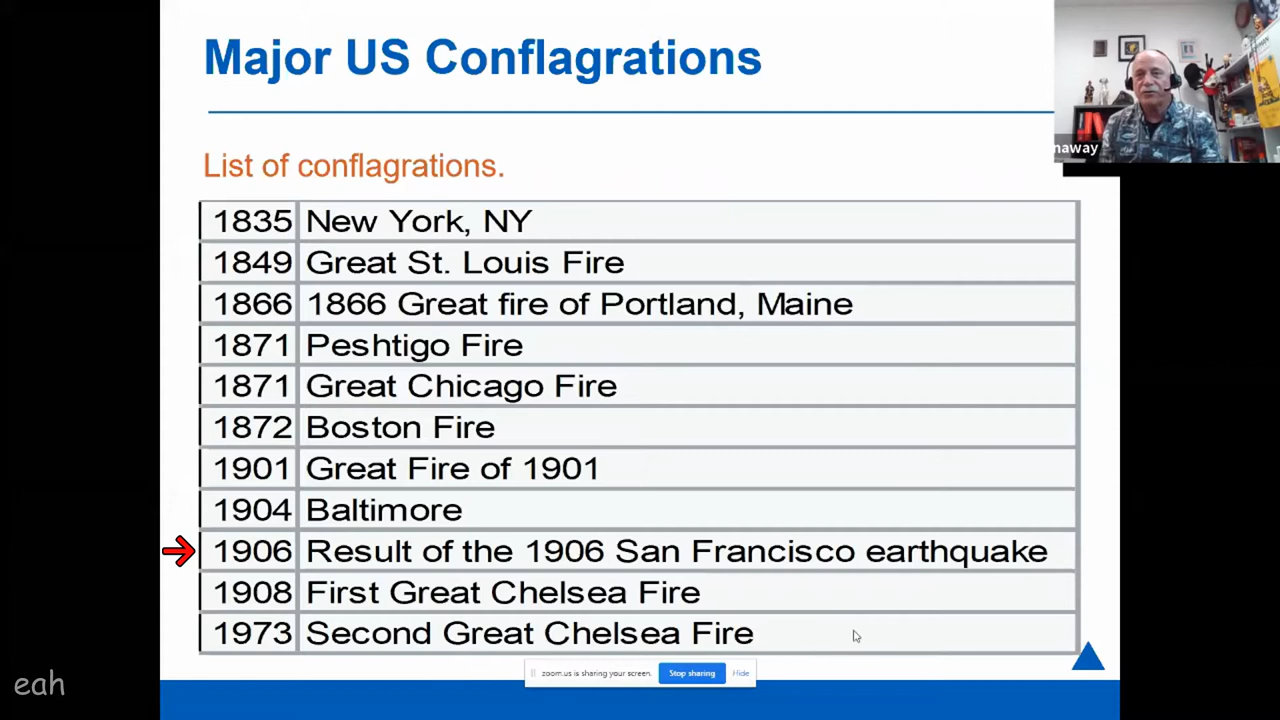 Major US Conflagrations
naway
List of conflagrations.
1835 New York, NY
1849 Great St. Louis Fire
1866 1866 Great fire of Portland, Maine
1871 Peshtigo Fire
1871 Great Chicago Fire
1872 Boston Fire
1901 Great Fire of 1901
1904 Baltimore
1906 Result of the 1906 San Francisco earthquake
1908 First Great Chelsea Fire
1973 Second Great Chelsea Fire
zoom.us is sharing your screen. Stop sharing Hide
eah